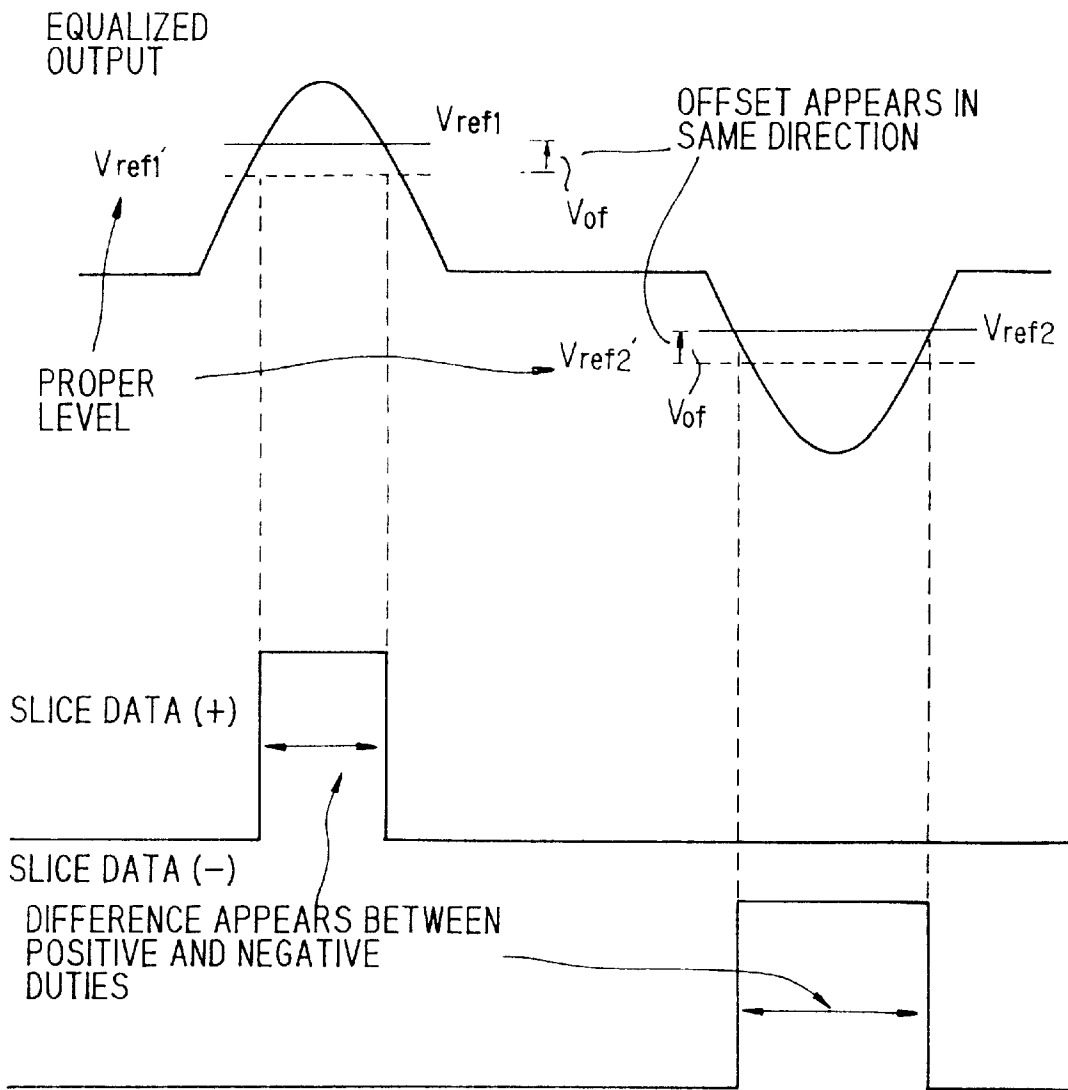 EQUALIZED
OUTPUT
Vref1
Vref1′
OFFSET APPEARS IN
SAME DIRECTION
Vof
Vref2
Vref2′
PROPER
LEVEL
Vof
SLICE DATA (+)
SLICE DATA (−)
DIFFERENCE APPEARS BETWEEN
POSITIVE AND NEGATIVE
DUTIES